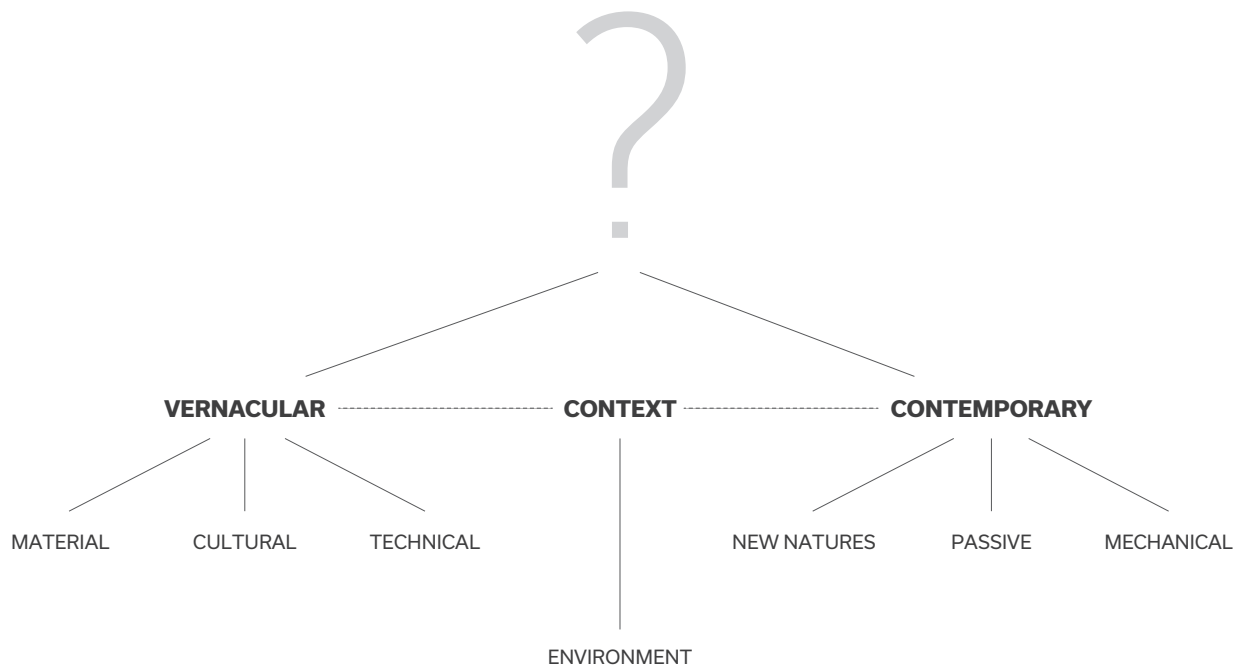 ?
VERNACULAR CONTEXT CONTEMPORARY
MATERIAL CULTURAL TECHNICAL NEW NATURES PASSIVE MECHANICAL
ENVIRONMENT